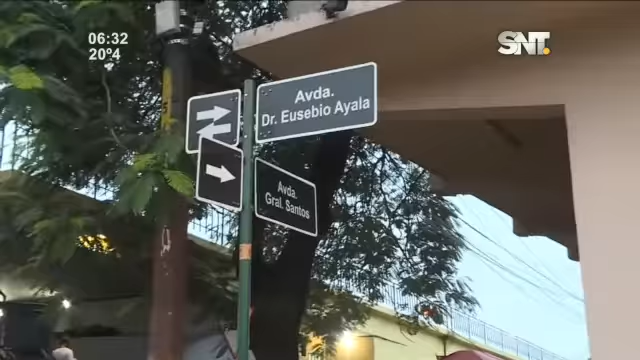 06:32
20°4
SNT.
Avda.
Dr. Eusebio Ayala
Avda.
Gral. Santos